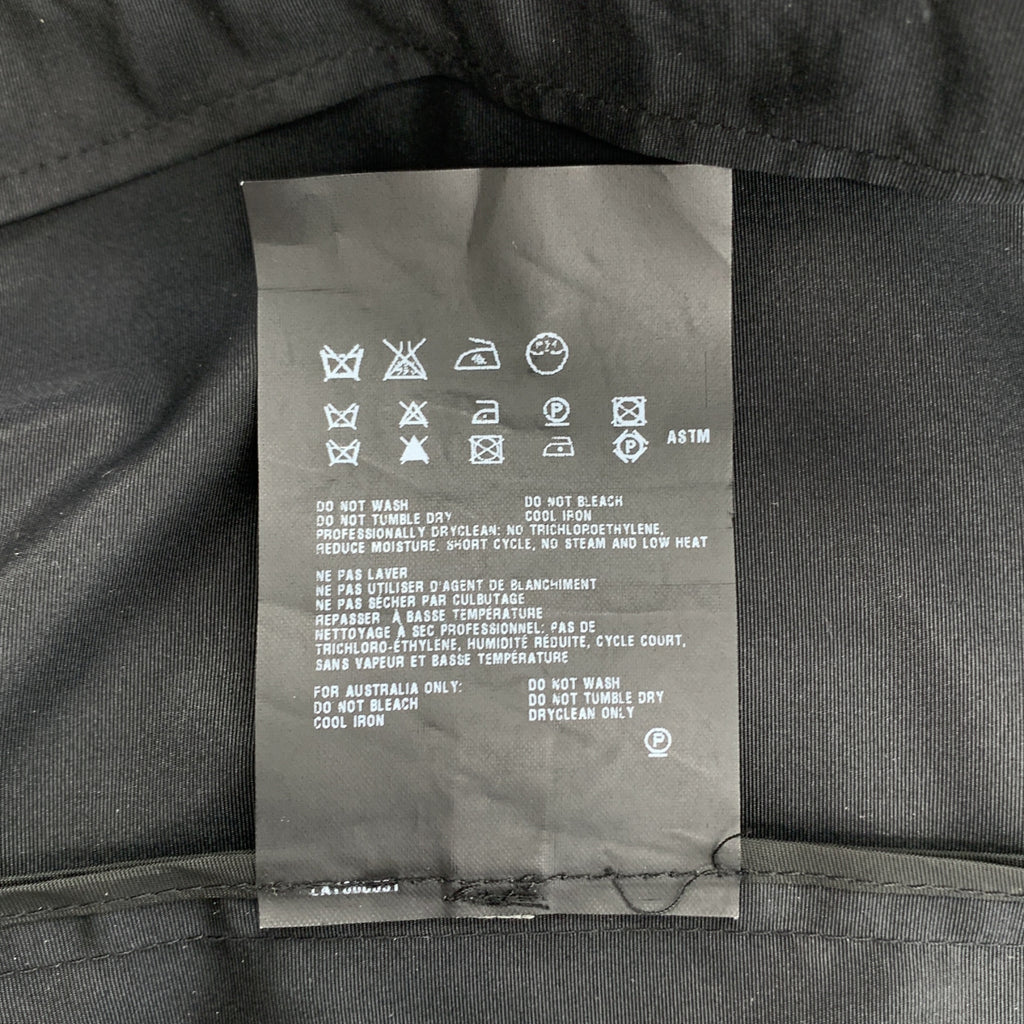 P
P
ASTM
DO NOT WASH DO NOT BLEACH
DO NOT TUMBLE DRY COOL IRON
PROFESSIONALLY DRYCLEAN: NO TRICHLOROETHYLENE,
REDUCE MOISTURE, SHORT CYCLE, NO STEAM AND LOW HEAT
NE PAS LAVER
NE PAS UTILISER D'AGENT DE BLANCHIMENT
NE PAS SÉCHER PAR CULBUTAGE
REPASSER À BASSE TEMPÉRATURE
NETTOYAGE À SEC PROFESSIONNEL: PAS DE
TRICHLORO-ÉTHYLENE, HUMIDITÉ RÉDUITE, CYCLE COURT,
SANS VAPEUR ET BASSE TEMPÉRATURE
FOR AUSTRALIA ONLY: DO NOT WASH
DO NOT BLEACH DO NOT TUMBLE DRY
COOL IRON DRYCLEAN ONLY
P